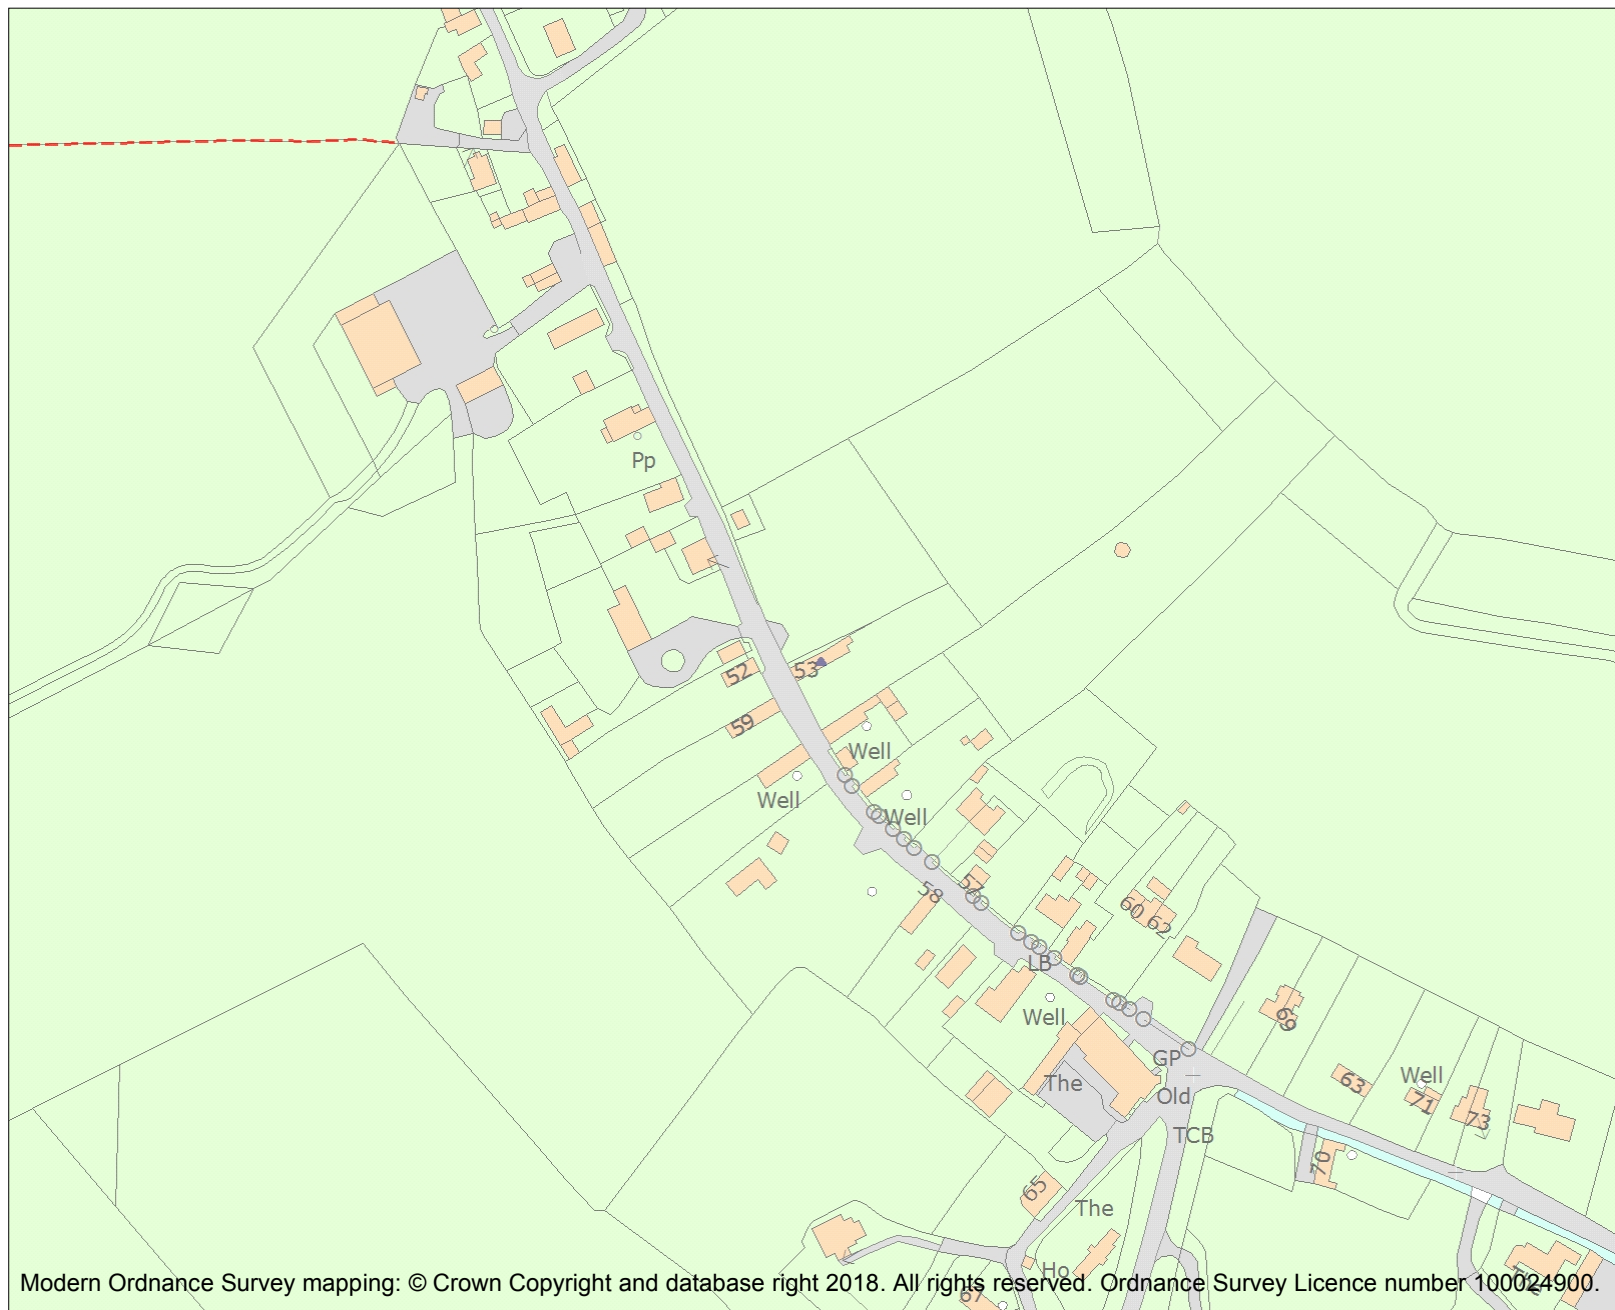 Pp
52
53
59
Well
Well
Well
57
58
60 62
LB
Well
69
GP
The
Old
63
Well
71
73
TCB
70
65
The
Ho
67
Modern Ordnance Survey mapping: © Crown Copyright and database right 2018. All rights reserved. Ordnance Survey Licence number 100024900.